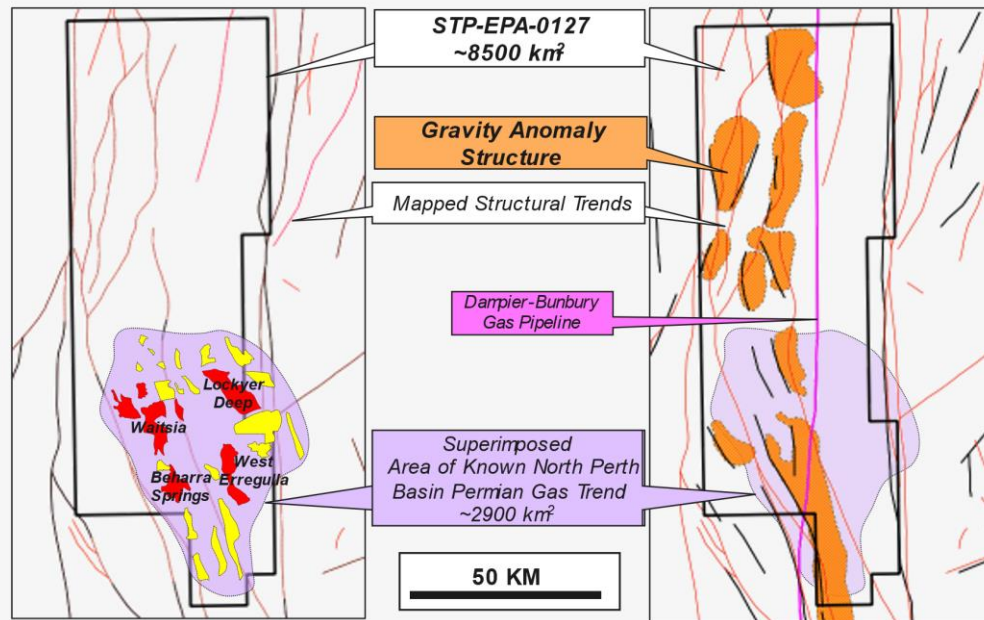 STP-EPA-0127
~8500 km²
Gravity Anomaly
Structure
Mapped Structural Trends
Dampier-Bunbury
Gas Pipeline
Lockyer
Deep
Waitsia
West
Erregulla
Beharra
Springs
Superimposed
Area of Known North Perth
Basin Permian Gas Trend
~2900 km²
50 KM